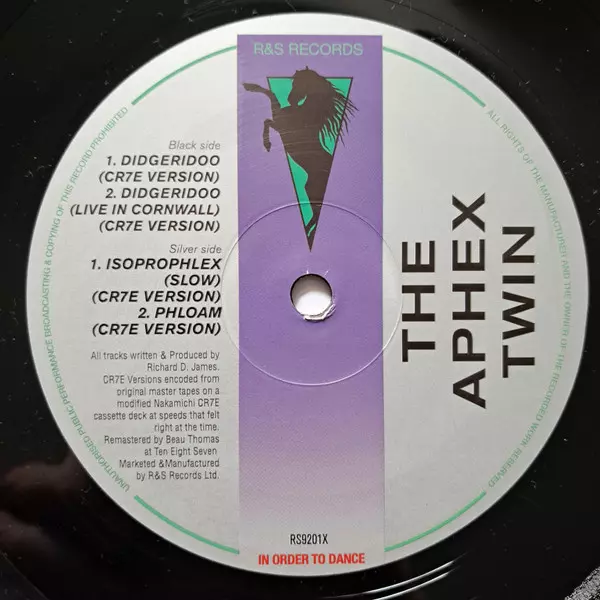 R&S RECORDS
Black side
1. DIDGERIDOO
(CR7E VERSION)
2. DIDGERIDOO
(LIVE IN CORNWALL)
(CR7E VERSION)
Silver side
1. ISOPROPHLEX
(SLOW)
(CR7E VERSION)
2. PHLOAM
(CR7E VERSION)
All tracks written & Produced by
Richard D. James.
CR7E Versions encoded from
original master tapes on a
modified Nakamichi CR7E
cassette deck at speeds that felt
right at the time.
Remastered by Beau Thomas
at Ten Eight Seven
Marketed &Manufactured
by R&S Records Ltd.
THE
APHEX
TWIN
RS9201X
IN ORDER TO DANCE
UNAUTHORISED PUBLIC PERFORMANCE BROADCASTING & COPYING OF THIS RECORD PROHIBITED
ALL RIGHTS OF THE MANUFACTURER AND THE OWNER OF THE RECORDED WORK RESERVED